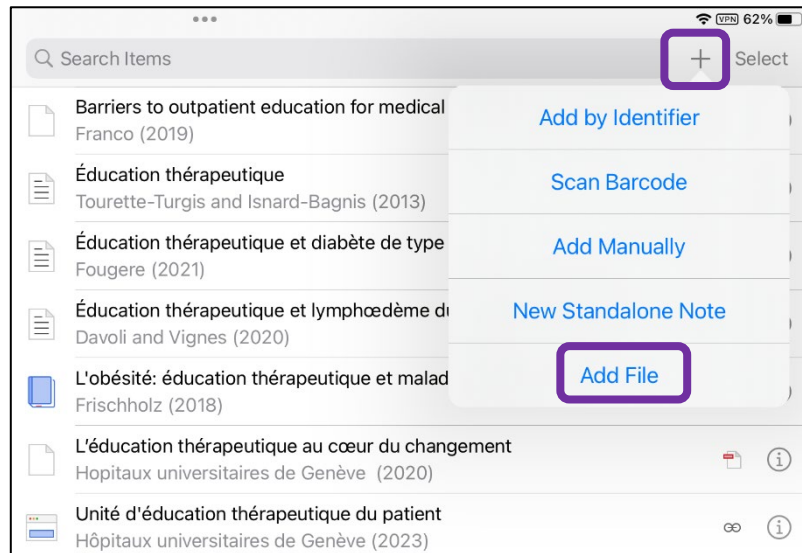 VPN 62%
Search Items
Select
Barriers to outpatient education for medical
Franco (2019)
Éducation thérapeutique
Tourette-Turgis and Isnard-Bagnis (2013)
Éducation thérapeutique et diabète de type
Fougere (2021)
Éducation thérapeutique et lymphœdème du
Davoli and Vignes (2020)
L'obésité: éducation thérapeutique et malad
Frischholz (2018)
L'éducation thérapeutique au cœur du changement
Hopitaux universitaires de Genève (2020)
Unité d'éducation thérapeutique du patient
Hôpitaux universitaires de Genève (2023)
Add by Identifier
Scan Barcode
Add Manually
New Standalone Note
Add File